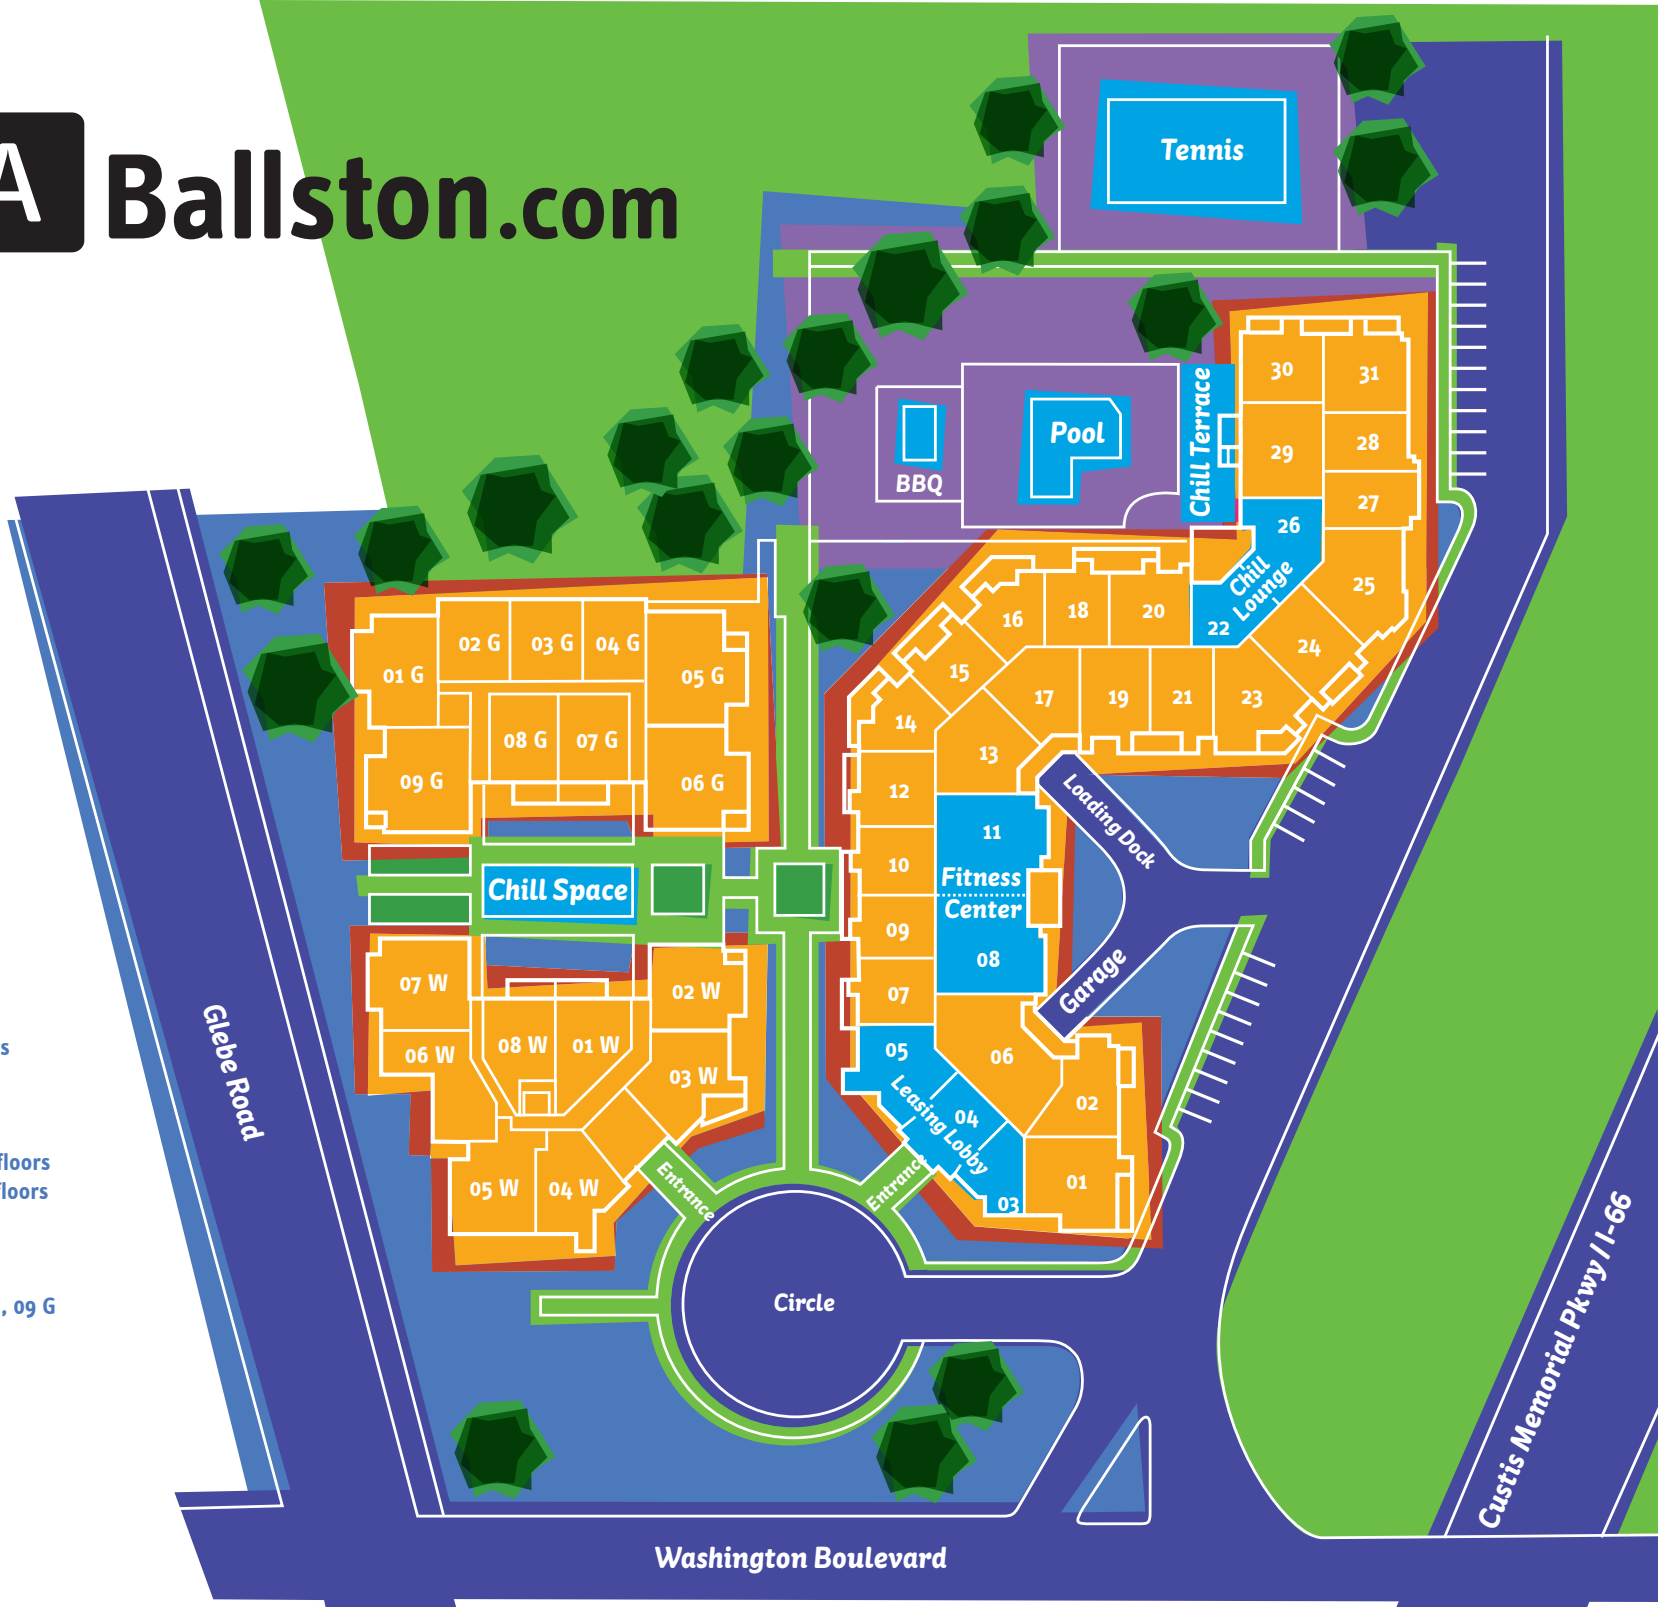 A Ballston.com
Tennis
Pool
BBQ
Chill Terrace
30
31
29
28
27
26
Chill
Lounge
22
25
24
16
18
20
15
17
19
21
23
14
13
12
11
10
Fitness
Center
09
08
07
Loading Dock
Garage
05
06
04
Leasing Lobby
03
02
01
Entrance
02 G
03 G
04 G
01 G
05 G
08 G
07 G
09 G
06 G
Chill Space
07 W
02 W
06 W
08 W
01 W
03 W
05 W
04 W
Entrance
Circle
Glebe Road
Washington Boulevard
Custis Memorial Pkwy / I-66
s
floors
floors
, 09 G